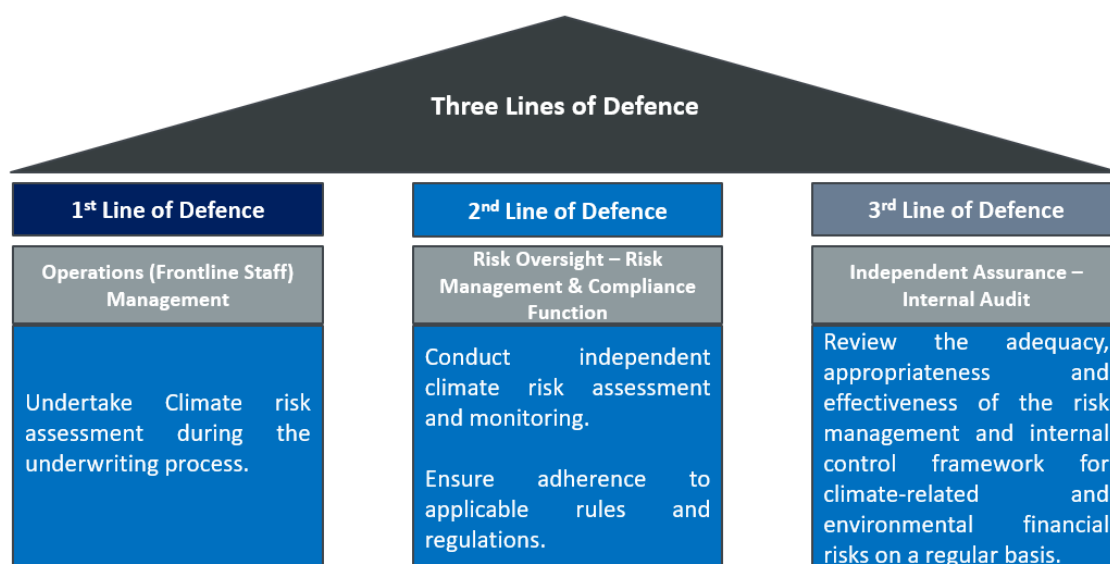 Three Lines of Defence
1st Line of Defence
Operations (Frontline Staff)
Management
Undertake Climate risk
assessment during the
underwriting process.
2nd Line of Defence
Risk Oversight – Risk
Management & Compliance
Function
Conduct independent
climate risk assessment
and monitoring.
Ensure adherence to
applicable rules and
regulations.
3rd Line of Defence
Independent Assurance –
Internal Audit
Review the adequacy,
appropriateness and
effectiveness of the risk
management and internal
control framework for
climate-related and
environmental financial
risks on a regular basis.